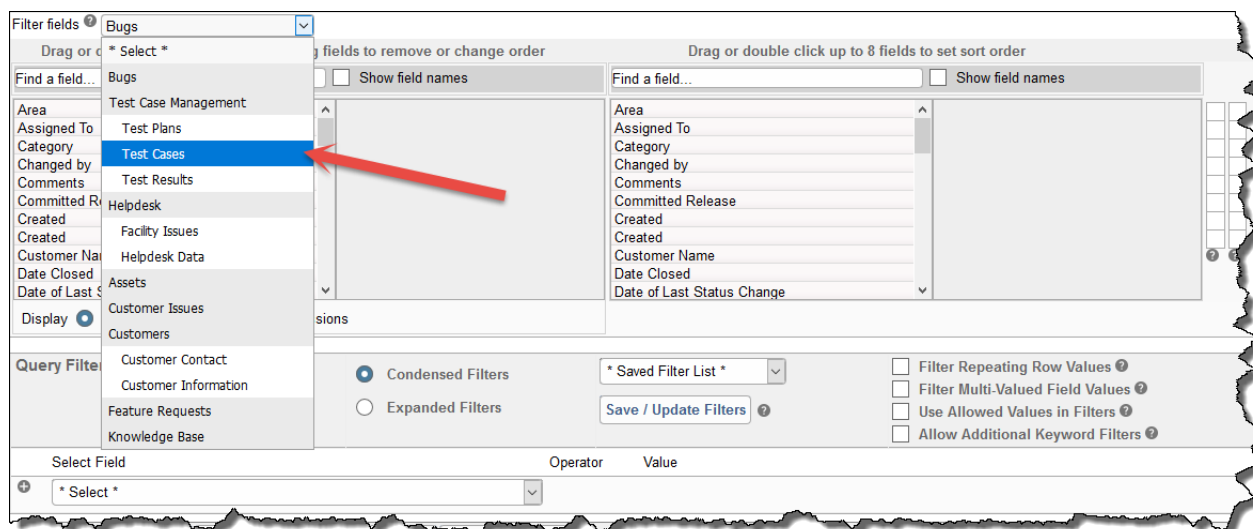 Filter fields Bugs
Drag or
fields to remove or change order
Drag or double click up to 8 fields to set sort order
* Select *
Bugs
Test Case Management
Test Plans
Test Cases
Test Results
Helpdesk
Facility Issues
Helpdesk Data
Assets
Customer Issues
Customers
Customer Contact
Customer Information
Feature Requests
Knowledge Base
Find a field...
Show field names
Find a field...
Show field names
Area
Assigned To
Category
Changed by
Comments
Committed
Created
Created
Customer
Date Closed
Date of Last
Area
Assigned To
Category
Changed by
Comments
Committed Release
Created
Created
Customer Name
Date Closed
Date of Last Status Change
Display
Query
Condensed Filters
Expanded Filters
* Saved Filter List *
Save / Update Filters
Filter Repeating Row Values
Filter Multi-Valued Field Values
Use Allowed Values in Filters
Allow Additional Keyword Filters
Select Field Operator Value
* Select *